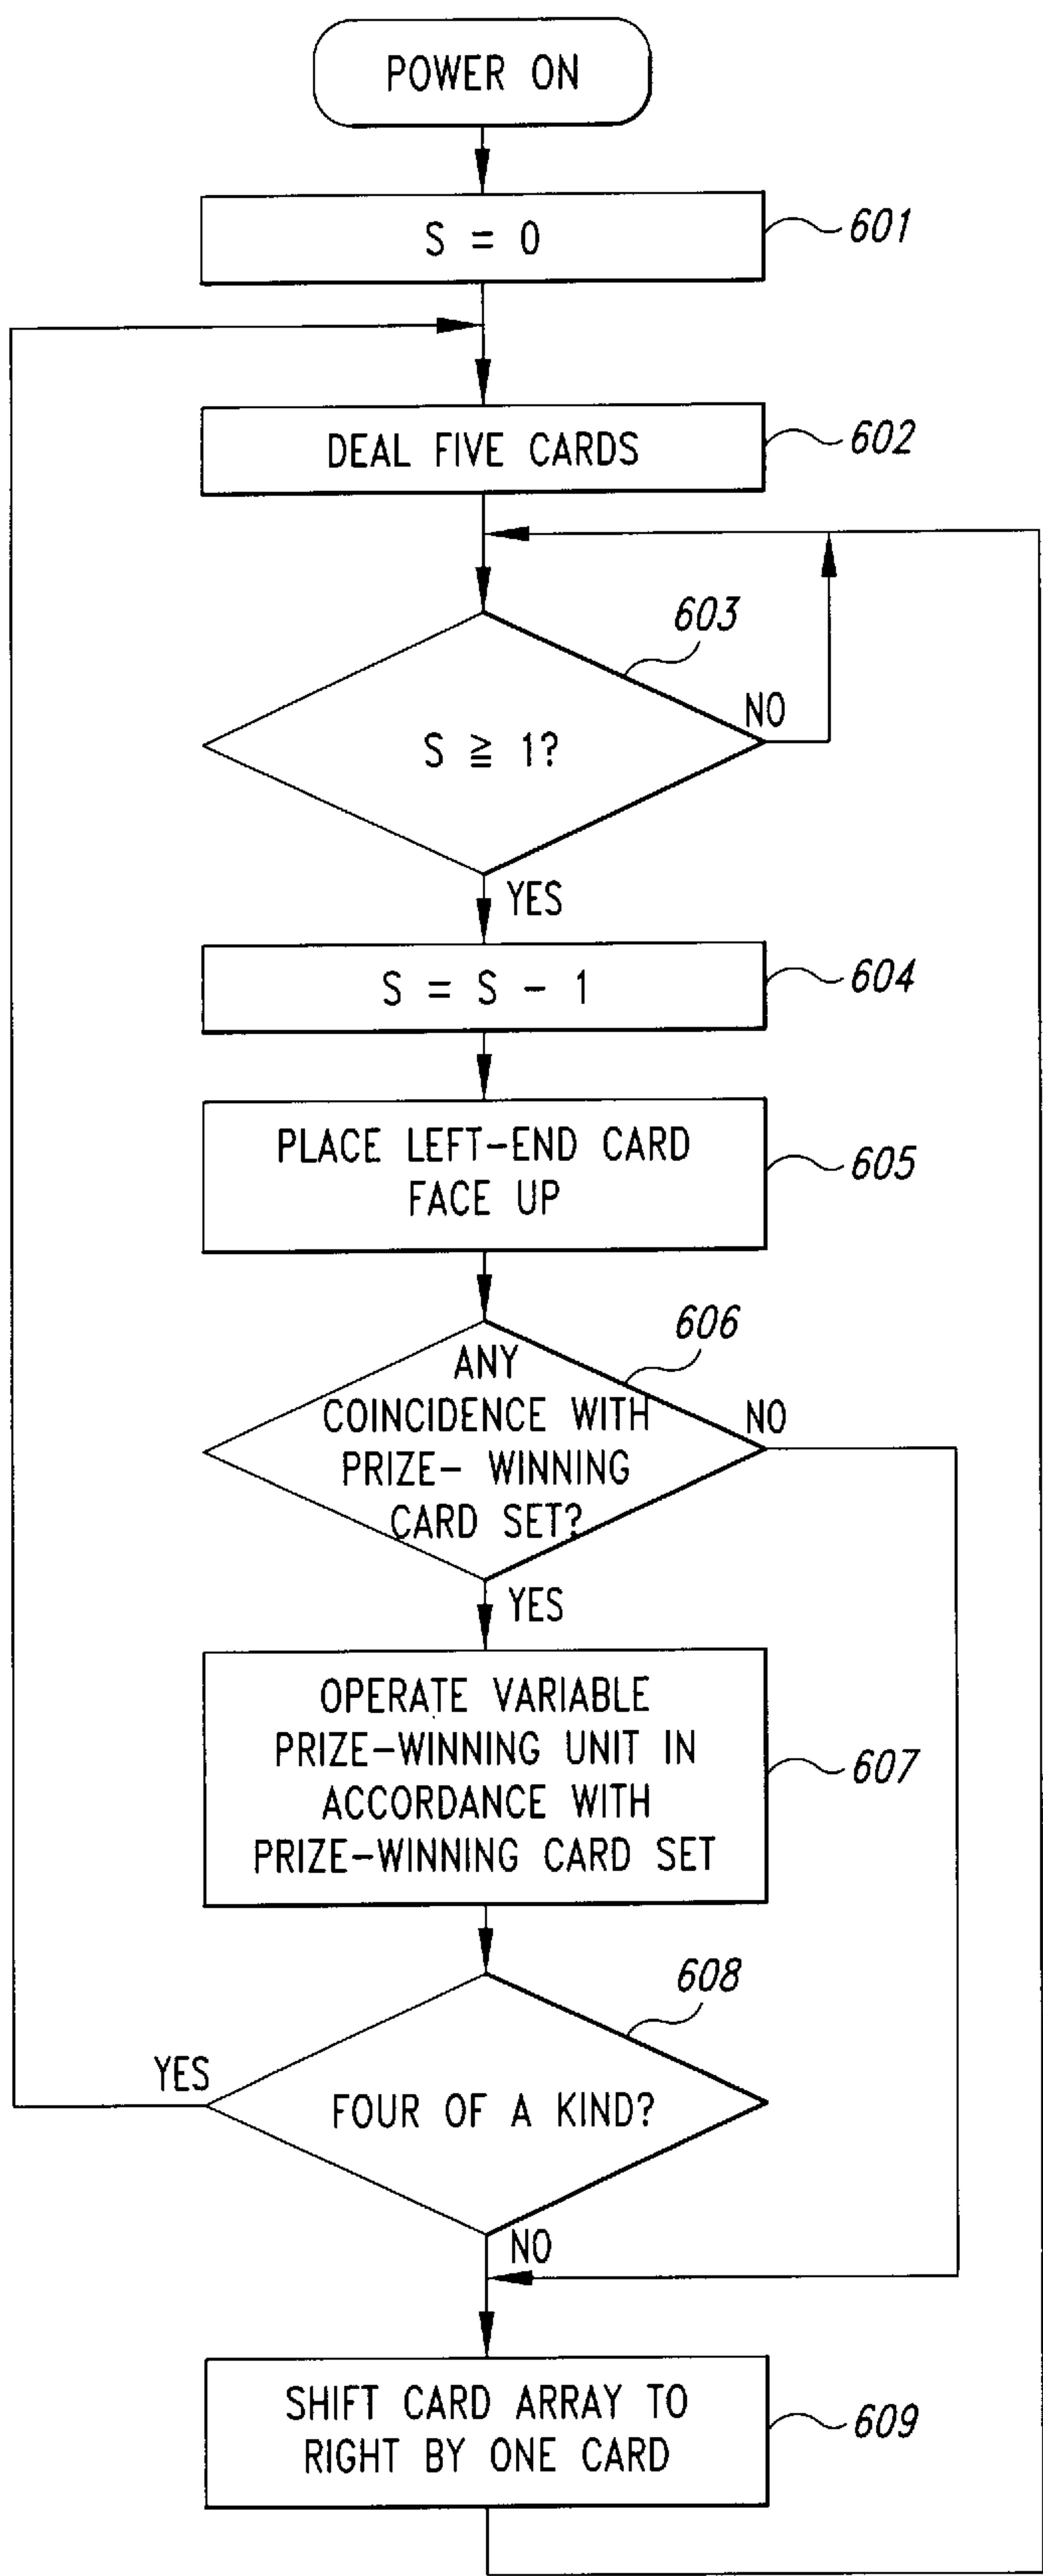 POWER ON
S = 0
601
DEAL FIVE CARDS
602
603
NO
S ≧ 1?
YES
S = S - 1
604
PLACE LEFT-END CARD
FACE UP
605
606
ANY
COINCIDENCE WITH
NO
PRIZE- WINNING
CARD SET?
YES
OPERATE VARIABLE
PRIZE-WINNING UNIT IN
ACCORDANCE WITH
PRIZE-WINNING CARD SET
607
608
YES
FOUR OF A KIND?
NO
SHIFT CARD ARRAY TO
RIGHT BY ONE CARD
609